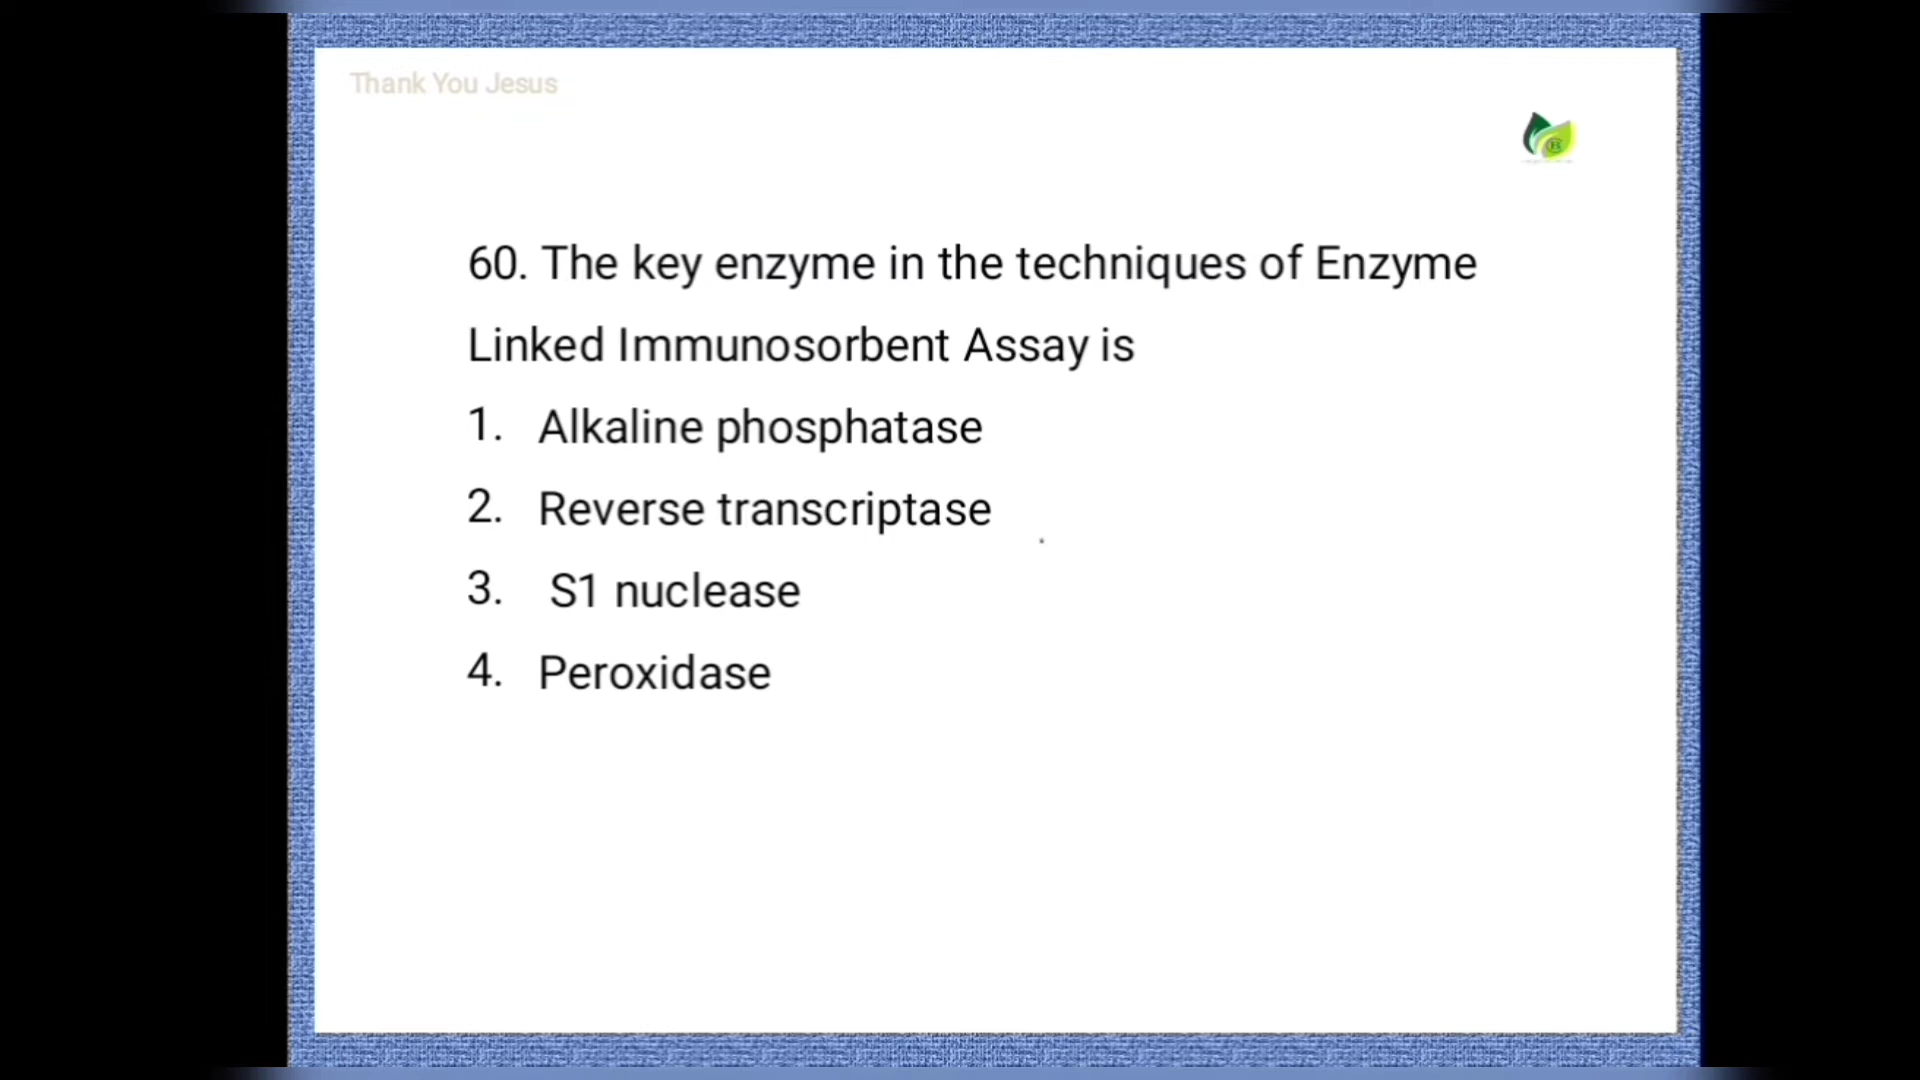 Thank You Jesus
60. The key enzyme in the techniques of Enzyme
Linked Immunosorbent Assay is
1. Alkaline phosphatase
2. Reverse transcriptase
3. S1 nuclease
4. Peroxidase